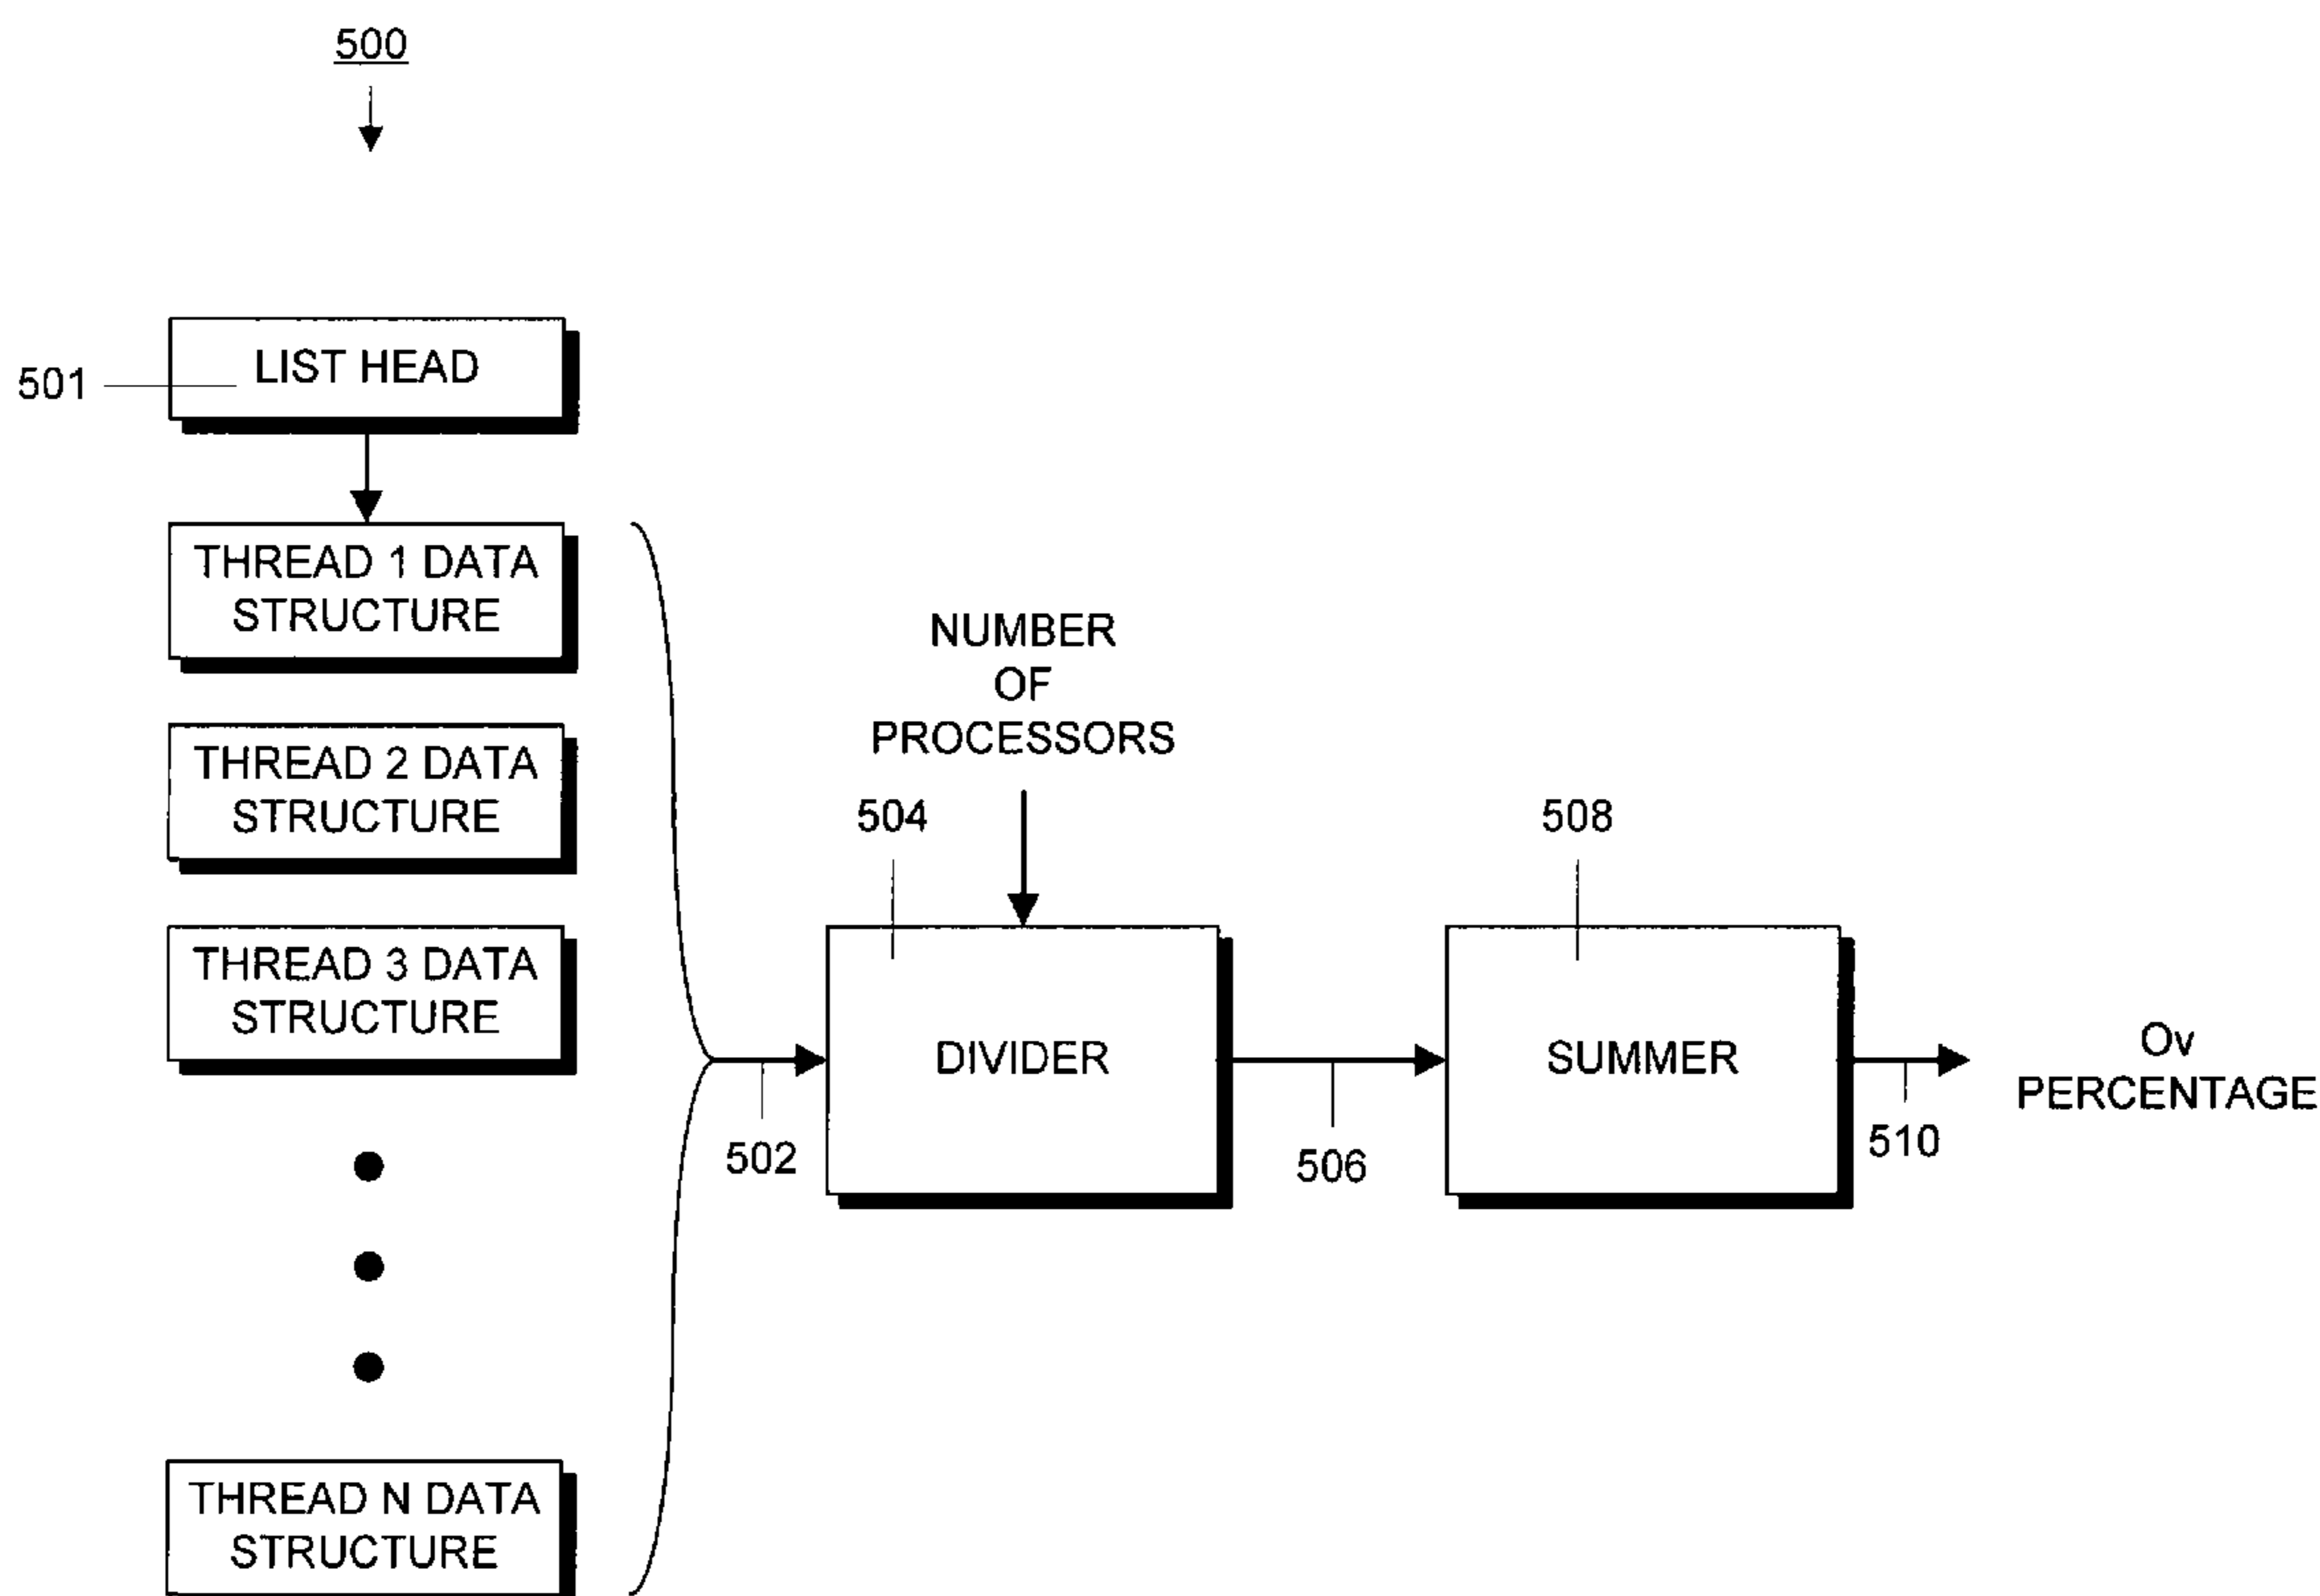 500
LIST HEAD
501
THREAD 1 DATA
STRUCTURE
THREAD 2 DATA
STRUCTURE
THREAD 3 DATA
STRUCTURE
THREAD N DATA
STRUCTURE
502
NUMBER
OF
PROCESSORS
504
DIVIDER
506
508
SUMMER
510
Ov
PERCENTAGE